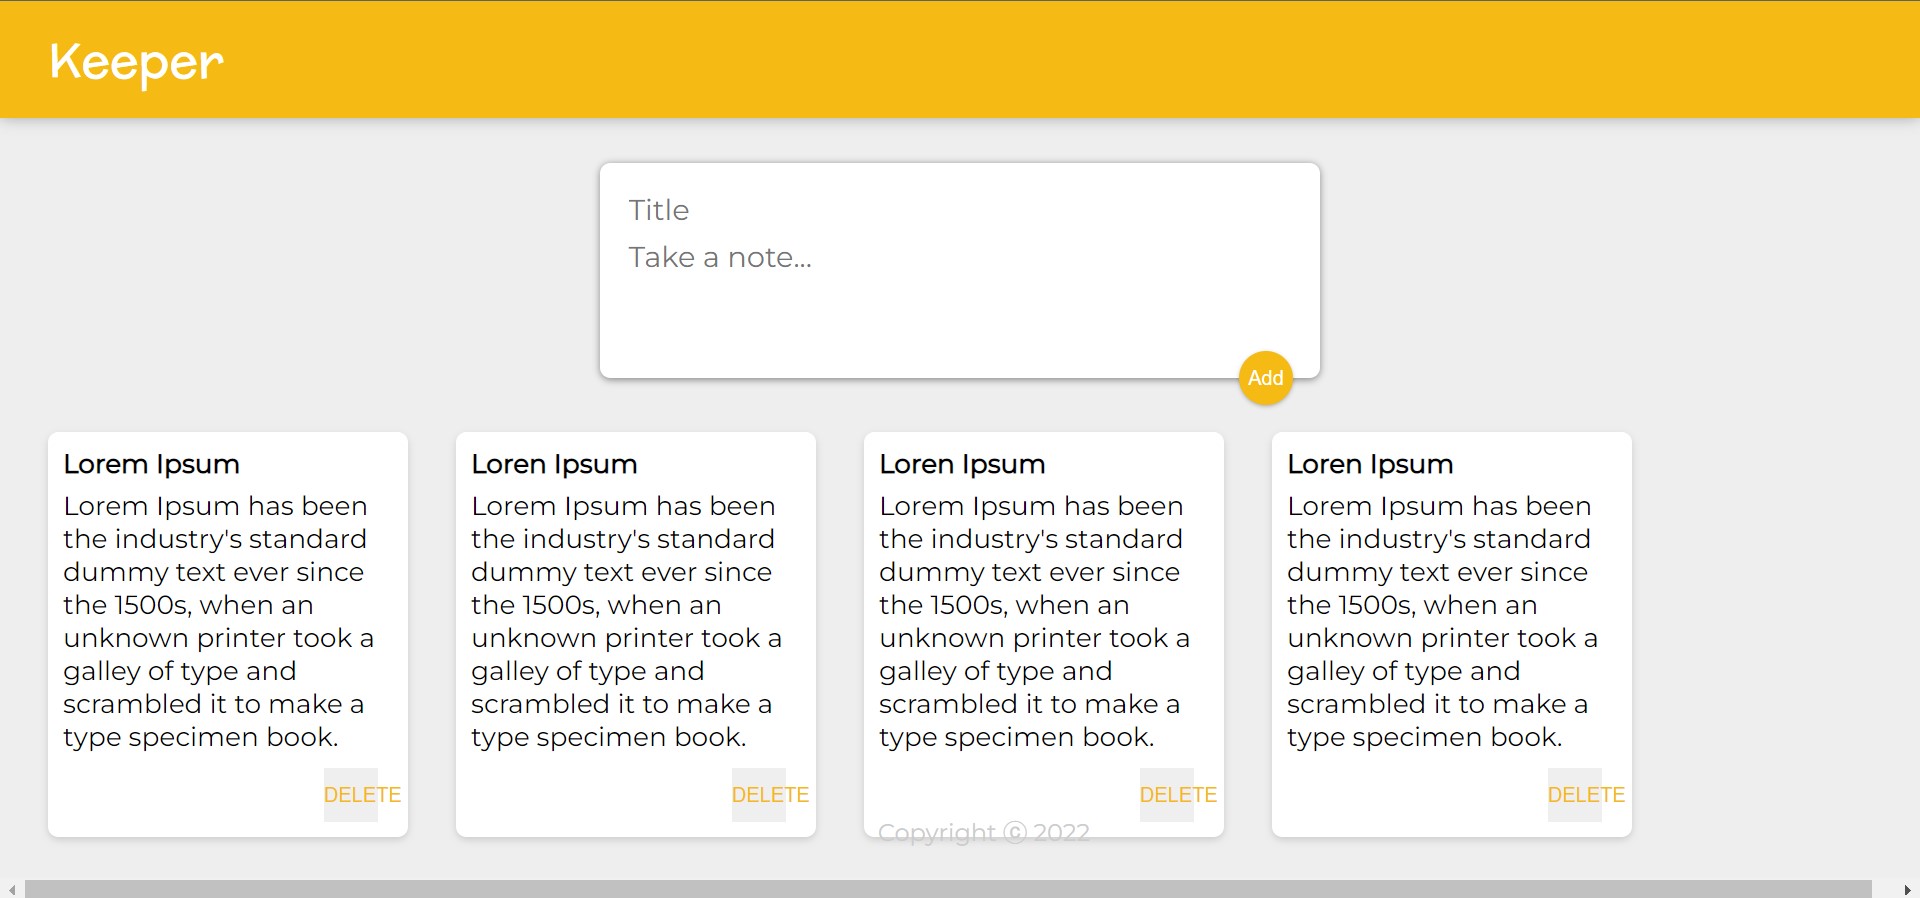 Keeper
Title
Take a note...
Add
Lorem Ipsum
Lorem Ipsum has been
the industry's standard
dummy text ever since
the 1500s, when an
unknown printer took a
galley of type and
scrambled it to make a
type specimen book.
DELETE
Loren Ipsum
Lorem Ipsum has been
the industry's standard
dummy text ever since
the 1500s, when an
unknown printer took a
galley of type and
scrambled it to make a
type specimen book.
DELETE
Loren Ipsum
Lorem Ipsum has been
the industry's standard
dummy text ever since
the 1500s, when an
unknown printer took a
galley of type and
scrambled it to make a
type specimen book.
DELETE
Loren Ipsum
Lorem Ipsum has been
the industry's standard
dummy text ever since
the 1500s, when an
unknown printer took a
galley of type and
scrambled it to make a
type specimen book.
DELETE
Copyright ⓒ 2022